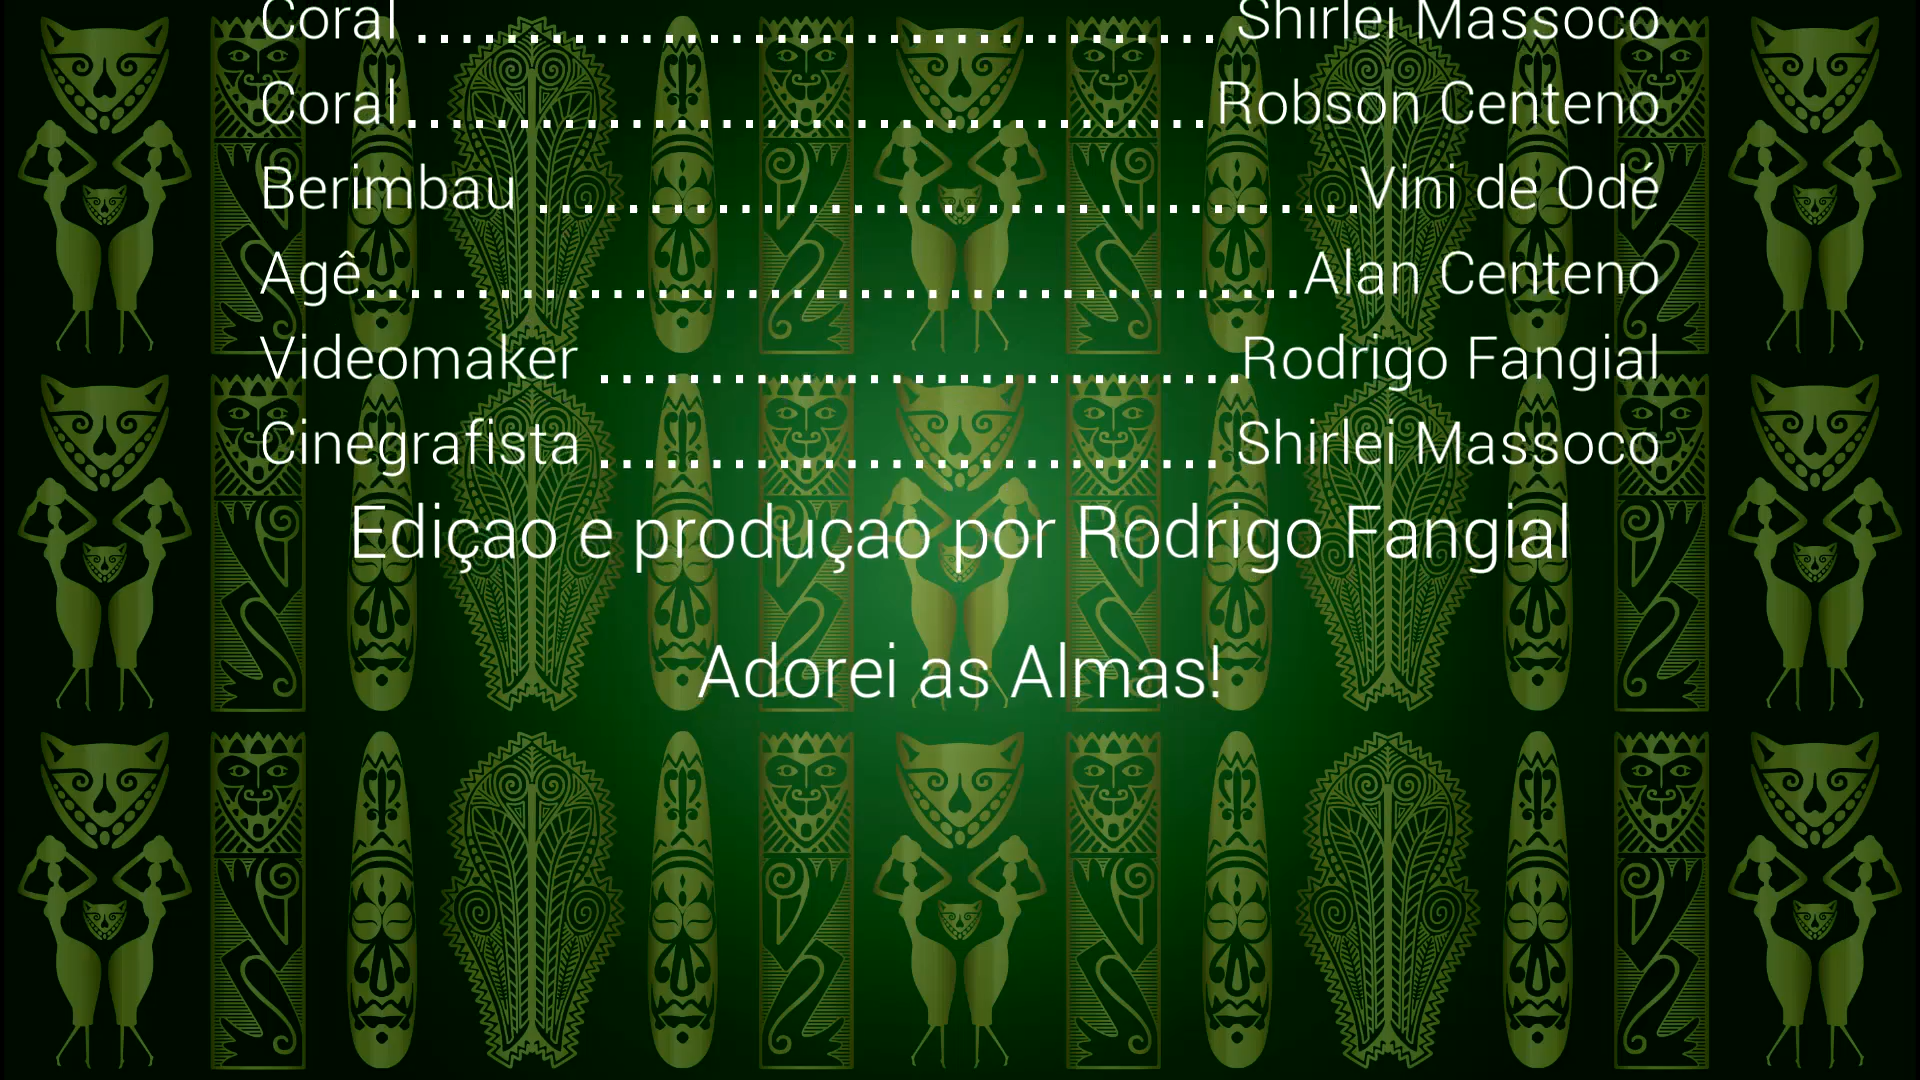 Coral .................................... Shirlei Massoco
Coral.................................... Robson Centeno
Berimbau .....................................Vini de Odé
Agê..........................................Alan Centeno
Videomaker .............................Rodrigo Fangial
Cinegrafista ............................ Shirlei Massoco
Ediçao e produçao por Rodrigo Fangial
Adorei as Almas!